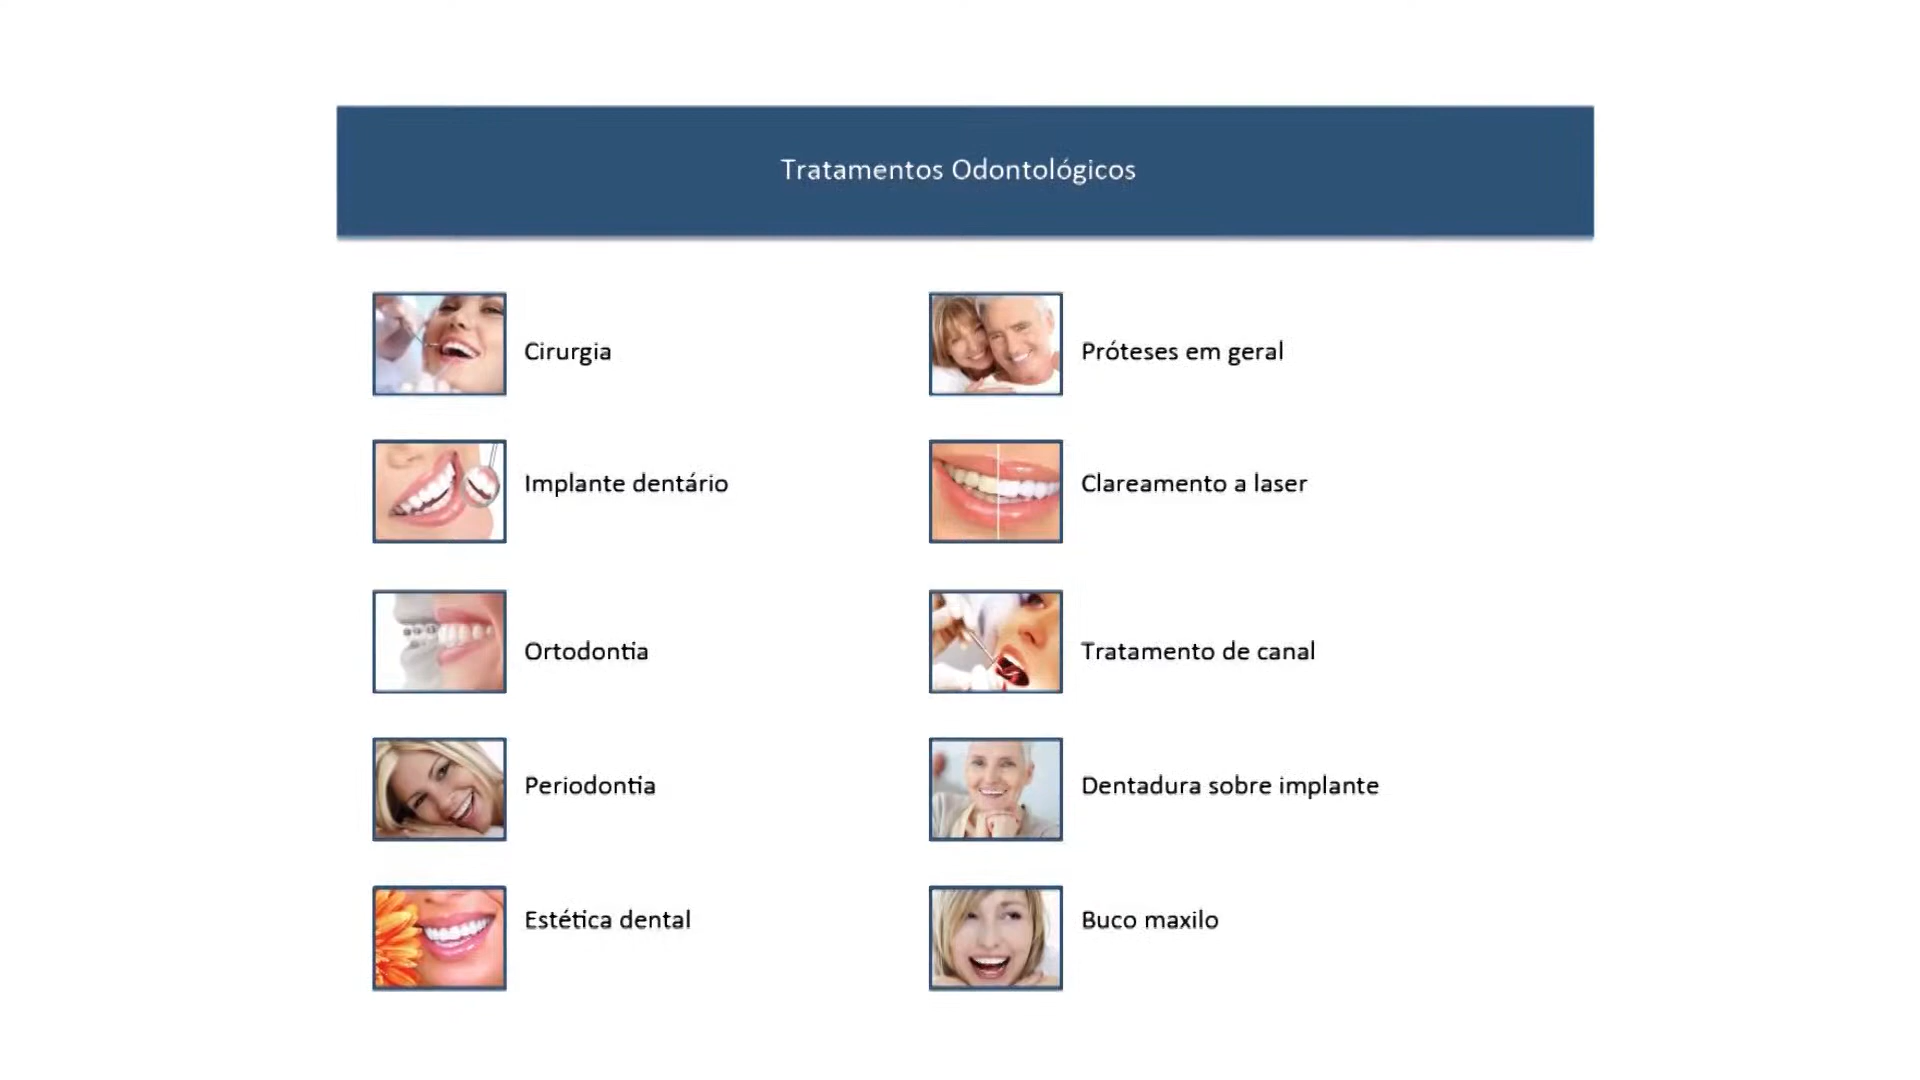 Tratamentos Odontológicos
Cirurgia
Próteses em geral
Implante dentário
Clareamento a laser
Ortodontia
Tratamento de canal
Periodontia
Dentadura sobre implante
Estética dental
Buco maxilo